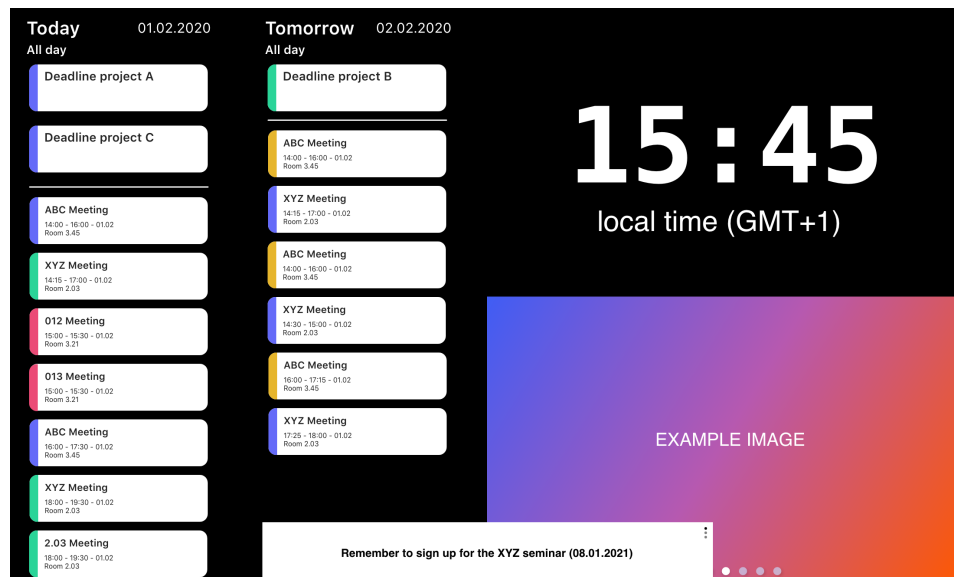 Today 01.02.2020
All day
Deadline project A
Deadline project C
ABC Meeting
14:00 - 16:00 - 01.02
Room 3.45
XYZ Meeting
14:15 - 17:00 - 01.02
Room 2.03
012 Meeting
15:00 - 15:30 - 01.02
Room 3.21
013 Meeting
15:00 - 15:30 - 01.02
Room 3.21
ABC Meeting
16:00 - 17:30 - 01.02
Room 3.45
XYZ Meeting
18:00 - 19:30 - 01.02
Room 2.03
2.03 Meeting
18:00 - 19:30 - 01.02
Room 2.03
Tomorrow 02.02.2020
All day
Deadline project B
ABC Meeting
14:00 - 16:00 - 01.02
Room 3.45
XYZ Meeting
14:15 - 17:00 - 01.02
Room 2.03
ABC Meeting
14:00 - 16:00 - 01.02
Room 3.45
XYZ Meeting
14:30 - 15:00 - 01.02
Room 2.03
ABC Meeting
16:00 - 17:15 - 01.02
Room 3.45
XYZ Meeting
17:25 - 18:00 - 01.02
Room 2.03
15:45
local time (GMT+1)
EXAMPLE IMAGE
Remember to sign up for the XYZ seminar (08.01.2021)